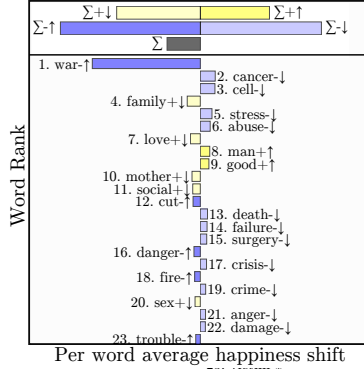 Σ+↓ Σ+↑
Σ-↑ Σ-↓
Σ
1. war-↑
2. cancer-↓
3. cell-↓
4. family+↓
5. stress-↓
6. abuse-↓
7. love+↓
8. man+↑
9. good+↑
10. mother+↓
11. social+↓
12. cut-↑
13. death-↓
14. failure-↓
15. surgery-↓
16. danger-↑
17. crisis-↓
18. fire-↑
19. crime-↓
20. sex+↓
21. anger-↓
22. damage-↓
23. trouble-↑
Word Rank
Per word average happiness shift